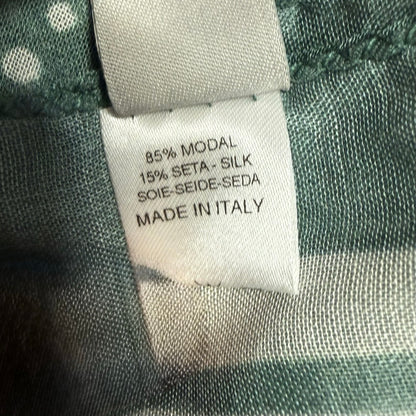 85% MODAL
15% SETA - SILK
SOIE-SEIDE-SEDA
MADE IN ITALY